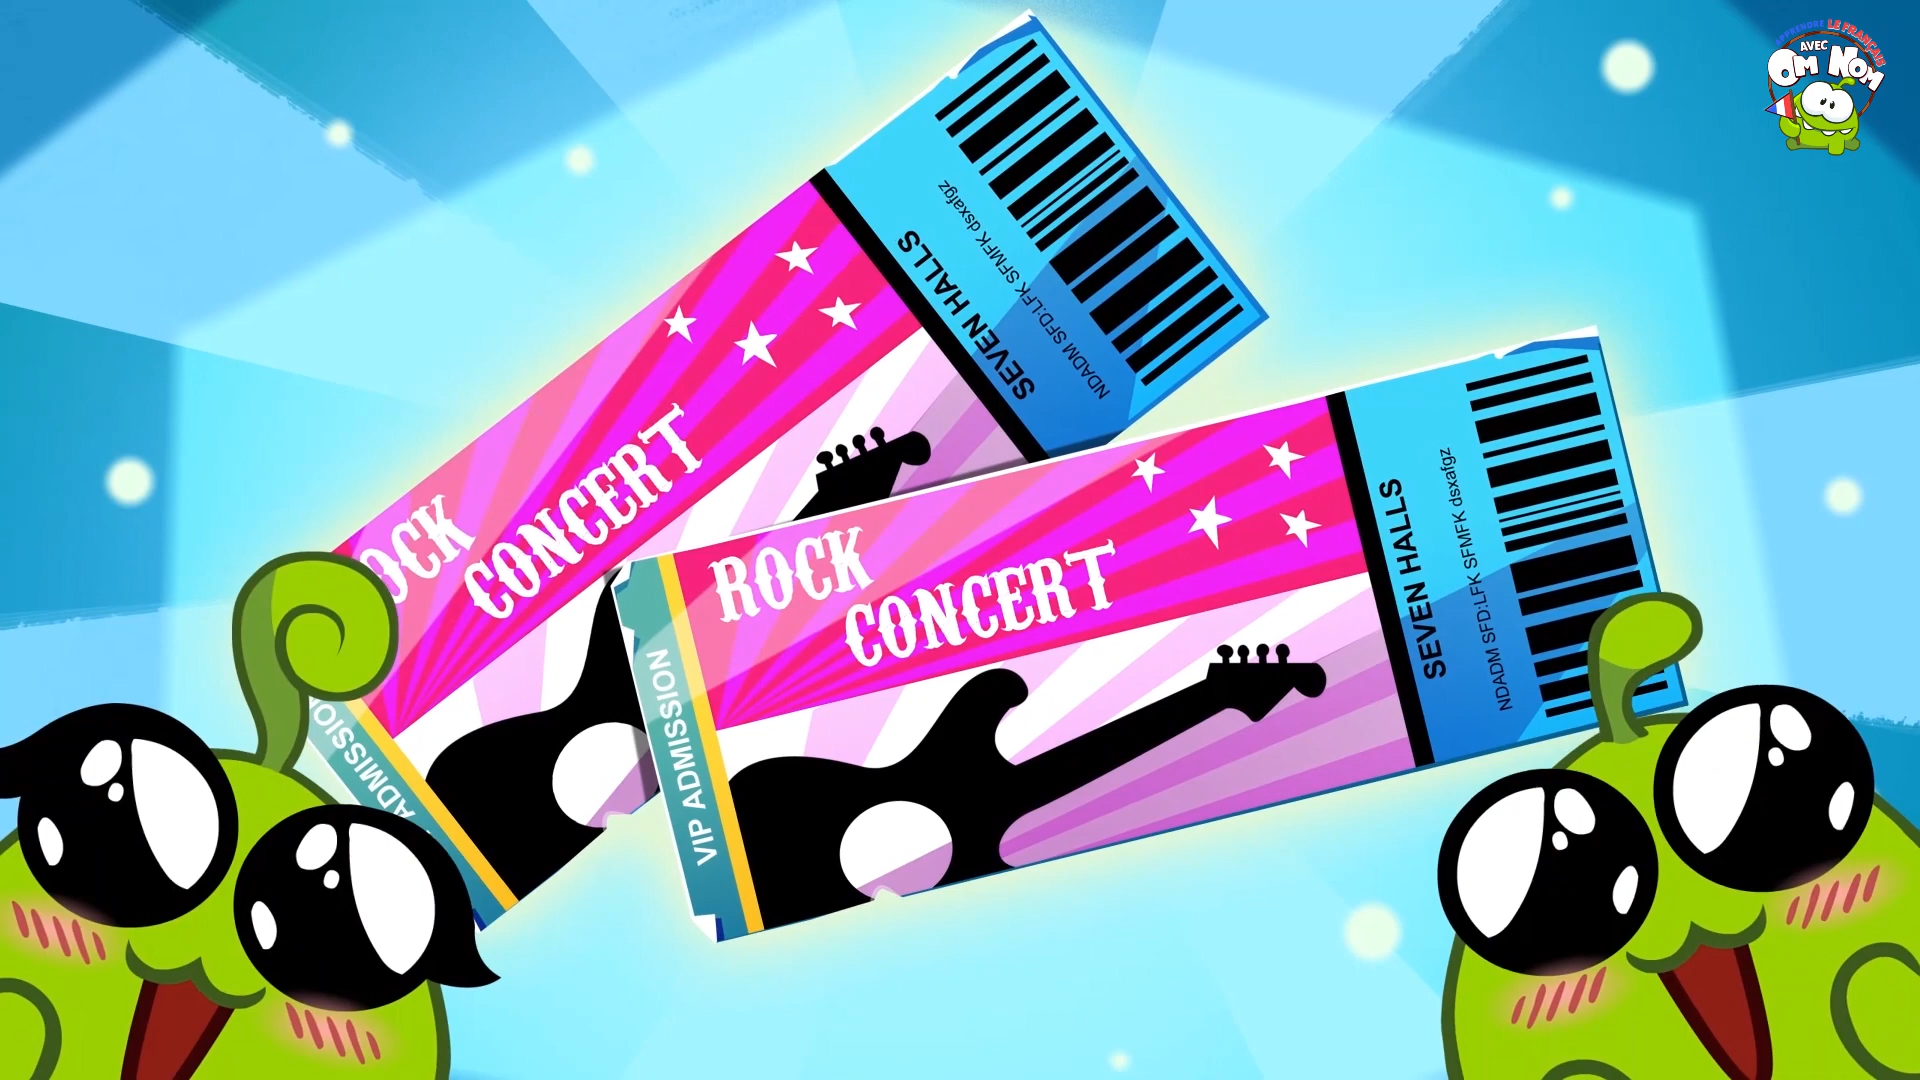 APPRENDRE LE FRANÇAIS
AVEC
OM NOM
SEVEN HALLS
NDADM SFD:LFK SFMFK dsxafgz
OCK
CONCERT
ADMISSIO
ROCK
CONCERT
VIP ADMISSION
SEVEN HALLS
NDADM SFD:LFK SFMFK dsxafgz